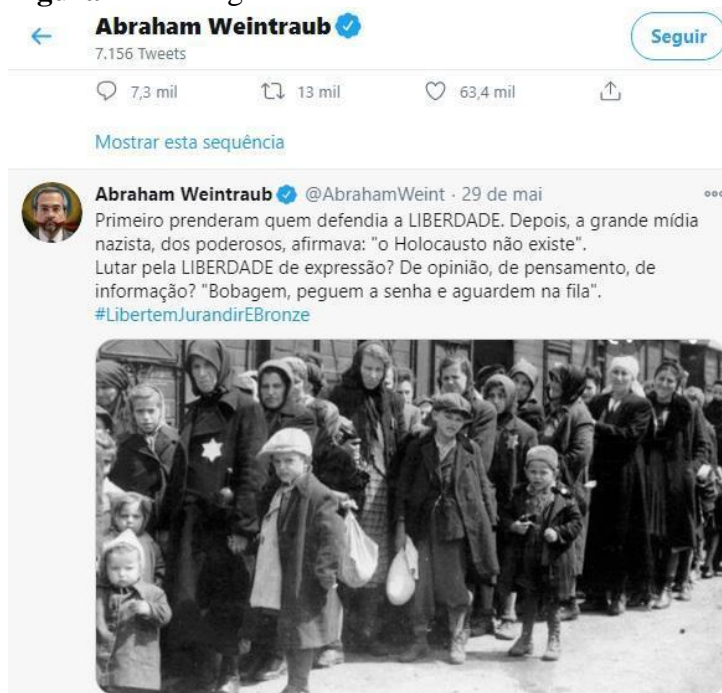 Abraham Weintraub
7.156 Tweets
Seguir
7,3 mil 13 mil 63,4 mil
Mostrar esta sequência
Abraham Weintraub @AbrahamWeint · 29 de mai
Primeiro prenderam quem defendia a LIBERDADE. Depois, a grande mídia
nazista, dos poderosos, afirmava: "o Holocausto não existe".
Lutar pela LIBERDADE de expressão? De opinião, de pensamento, de
informação? "Bobagem, peguem a senha e aguardem na fila".
#LibertemJurandirEBronze